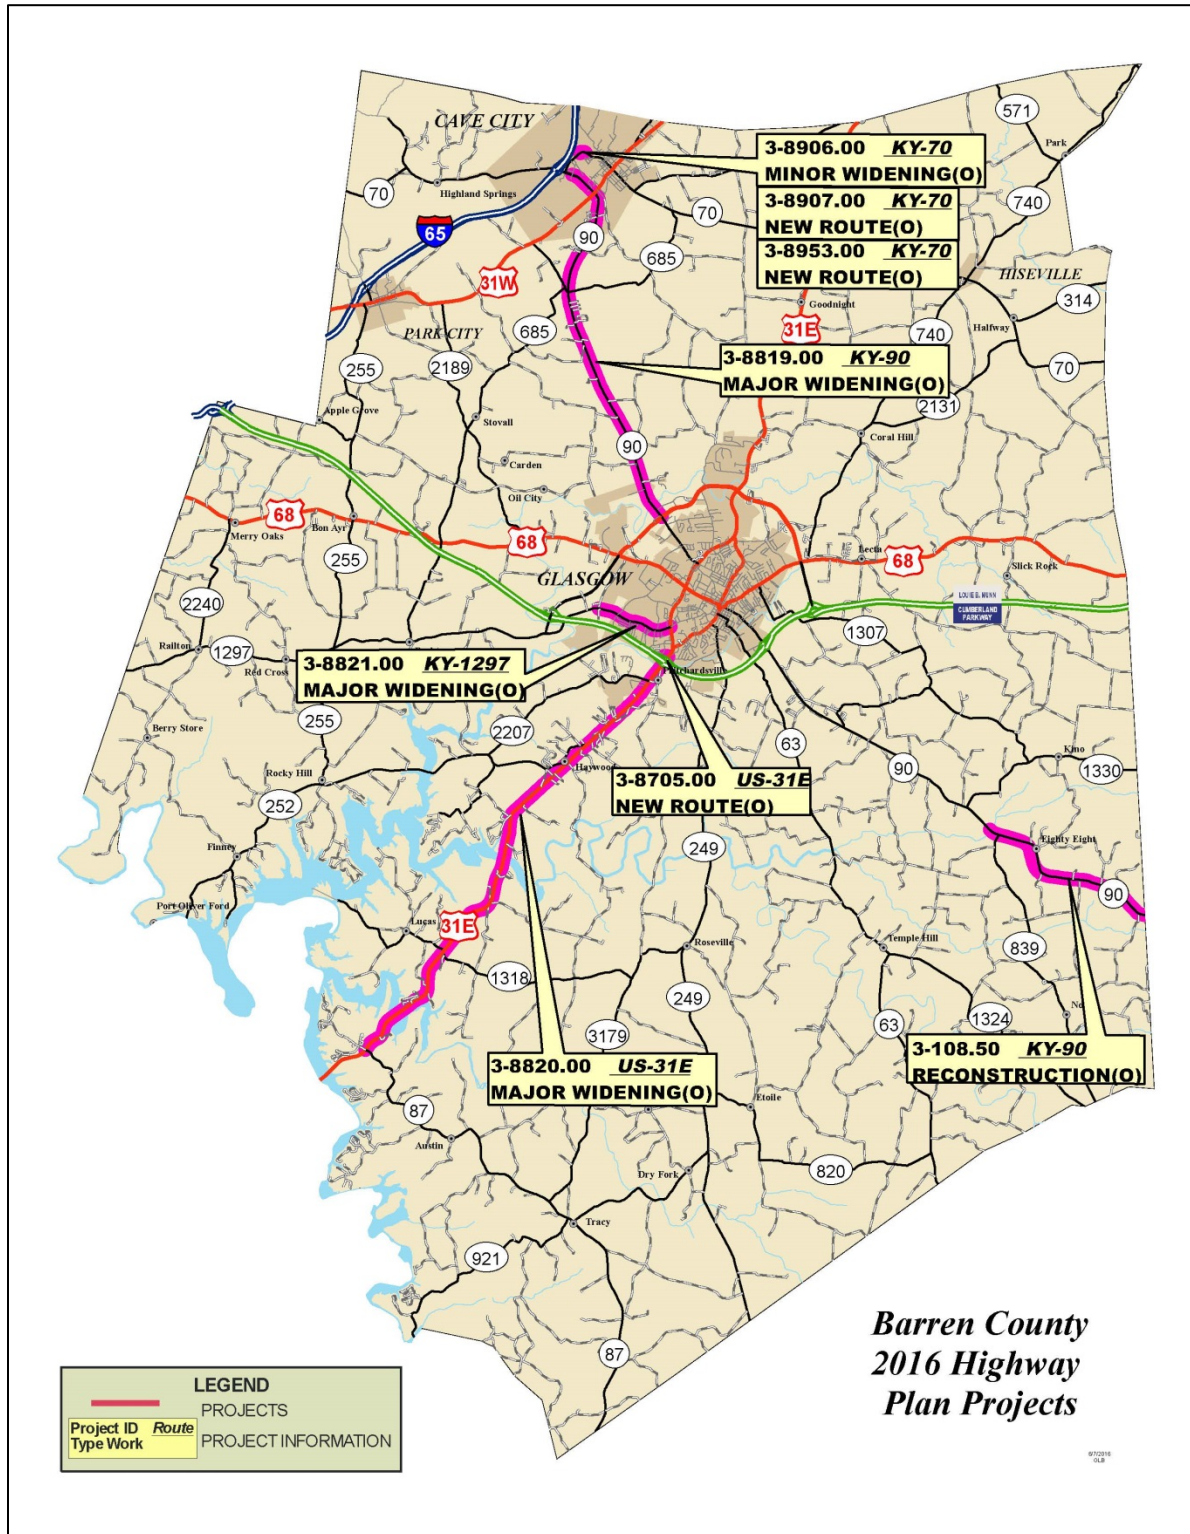 CAVE CITY
571
Park
3-8906.00 KY-70
MINOR WIDENING(O)
3-8907.00 KY-70
NEW ROUTE(O)
3-8953.00 KY-70
NEW ROUTE(O)
70
Highland Springs
70
740
65
90
685
HISEVILLE
31W
314
Goodnight
31E
Halfway
PARK CITY
685
740
3-8819.00 KY-90
MAJOR WIDENING(O)
255
2189
70
2131
Apple Grove
Stovall
Coral Hill
90
Carden
Oil City
68
Merry Oaks
Bon Ayr
68
68
255
GLASGOW
Slick Rock
LOUIE B. NUNN
CUMBERLAND
PARKWAY
2240
1307
Railton
1297
Red Cross
3-8821.00 KY-1297
MAJOR WIDENING(O)
Pritchardsville
255
2207
63
Berry Store
Kino
90
Rocky Hill
1330
3-8705.00 US-31E
NEW ROUTE(O)
252
249
Finney
Eighty Eight
90
Port Oliver Ford
Lucas
31E
Roseville
Temple Hill
839
1318
249
63
1324
3179
3-108.50 KY-90
RECONSTRUCTION(O)
3-8820.00 US-31E
MAJOR WIDENING(O)
87
Etoile
Austin
Dry Fork
820
Tracy
921
87
Barren County
2016 Highway
Plan Projects
LEGEND
PROJECTS
Project ID Route
Type Work
PROJECT INFORMATION
6/7/2016
GLB